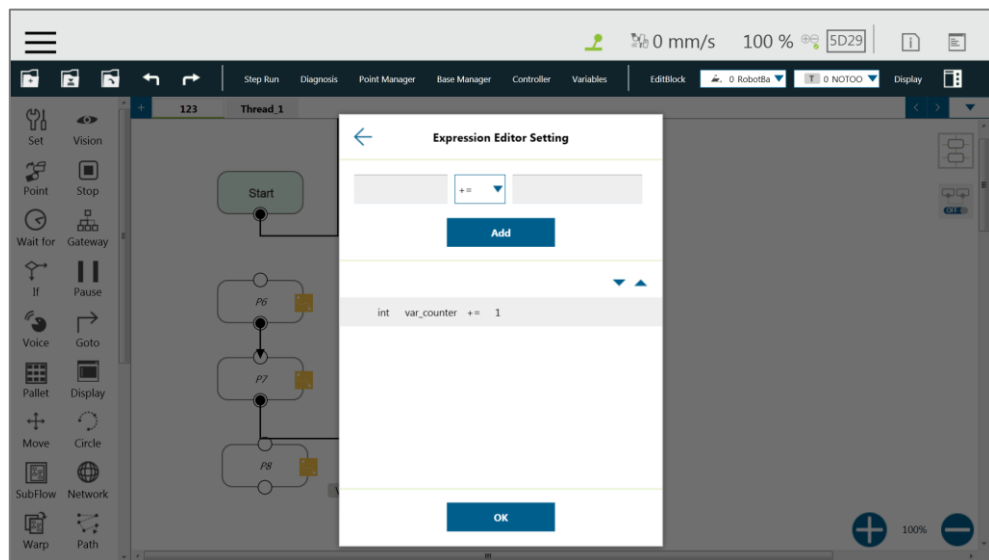 0 mm/s 100 % 5D29
Step Run Diagnosis Point Manager Base Manager Controller Variables EditBlock 0 RobotBa T 0 NOTOO Display
+ 123 Thread_1
Set Vision
Point Stop
Wait for Gateway
If Pause
Voice Goto
Pallet Display
Move Circle
SubFlow Network
Warp Path
Start
P6
P7
P8
Expression Editor Setting
+=
Add
int var_counter += 1
OK
OFF
100%